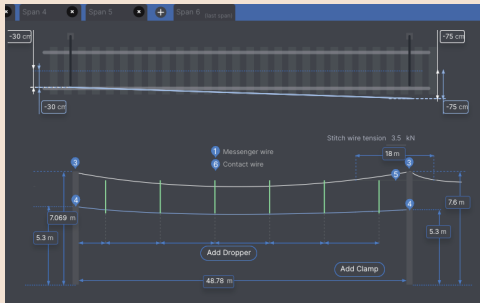 Span 4
Span 5
Span 6
Add span
-30 cm
-75 cm
-30 cm
-75 cm
Stitch wire tension 3.5 kN
1 Messenger wire
6 Contact wire
18 m
3
3
5
4
4
7.069 m
7.6 m
5.3 m
5.3 m
Add Dropper
Add Clamp
48.78 m